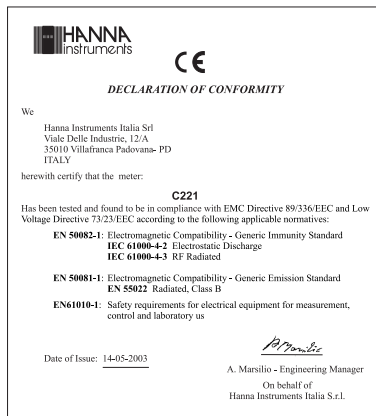 HANNA
instruments
CE
DECLARATION OF CONFORMITY
We
Hanna Instruments Italia Srl
Viale Delle Industrie, 12/A
35010 Villafranca Padovana- PD
ITALY
herewith certify that the meter:
C221
Has been tested and found to be in compliance with EMC Directive 89/336/EEC and Low
Voltage Directive 73/23/EEC according to the following applicable normatives:
EN 50082-1: Electromagnetic Compatibility - Generic Immunity Standard
IEC 61000-4-2 Electrostatic Discharge
IEC 61000-4-3 RF Radiated
EN 50081-1: Electromagnetic Compatibility - Generic Emission Standard
EN 55022 Radiated, Class B
EN61010-1: Safety requirements for electrical equipment for measurement,
control and laboratory us
Date of Issue: 14-05-2003
A. Marsilio
A. Marsilio - Engineering Manager
On behalf of
Hanna Instruments Italia S.r.l.